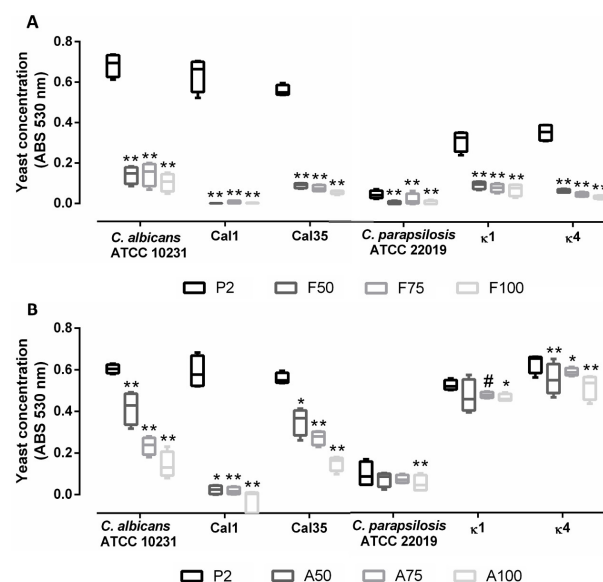 A
Yeast concentration
(ABS 530 nm)
0.8
0.6
0.4
0.2
0.0
** ** **
** ** **
** ** **
** ** **
** ** **
** ** **
C. albicans
ATCC 10231
Cal1
Cal35
C. parapsilosis
ATCC 22019
κ1
κ4
P2 F50 F75 F100
B
Yeast concentration
(ABS 530 nm)
0.8
0.6
0.4
0.2
0.0
** ** **
* ** **
* ** **
**
# *
** * **
C. albicans
ATCC 10231
Cal1
Cal35
C. parapsilosis
ATCC 22019
κ1
κ4
P2 A50 A75 A100